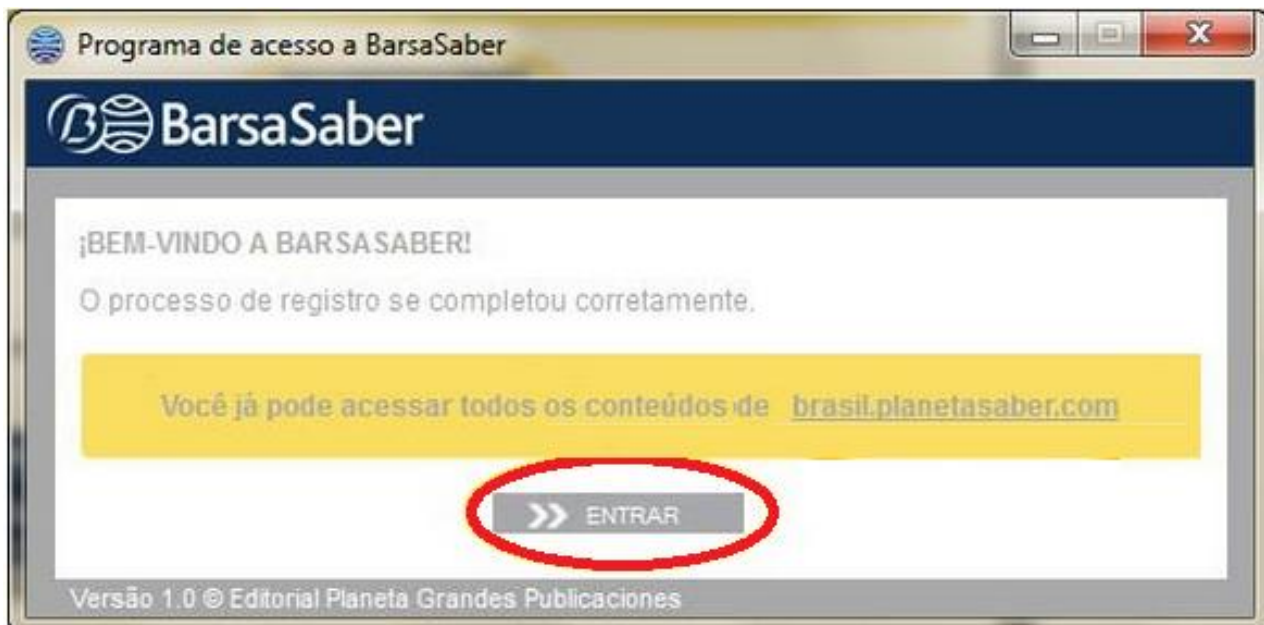 Programa de acesso a BarsaSaber
BarsaSaber
¡BEM-VINDO A BARSASABER!
O processo de registro se completou corretamente.
Você já pode acessar todos os conteúdos de brasil.planetasaber.com
ENTRAR
Versão 1.0 © Editorial Planeta Grandes Publicaciones